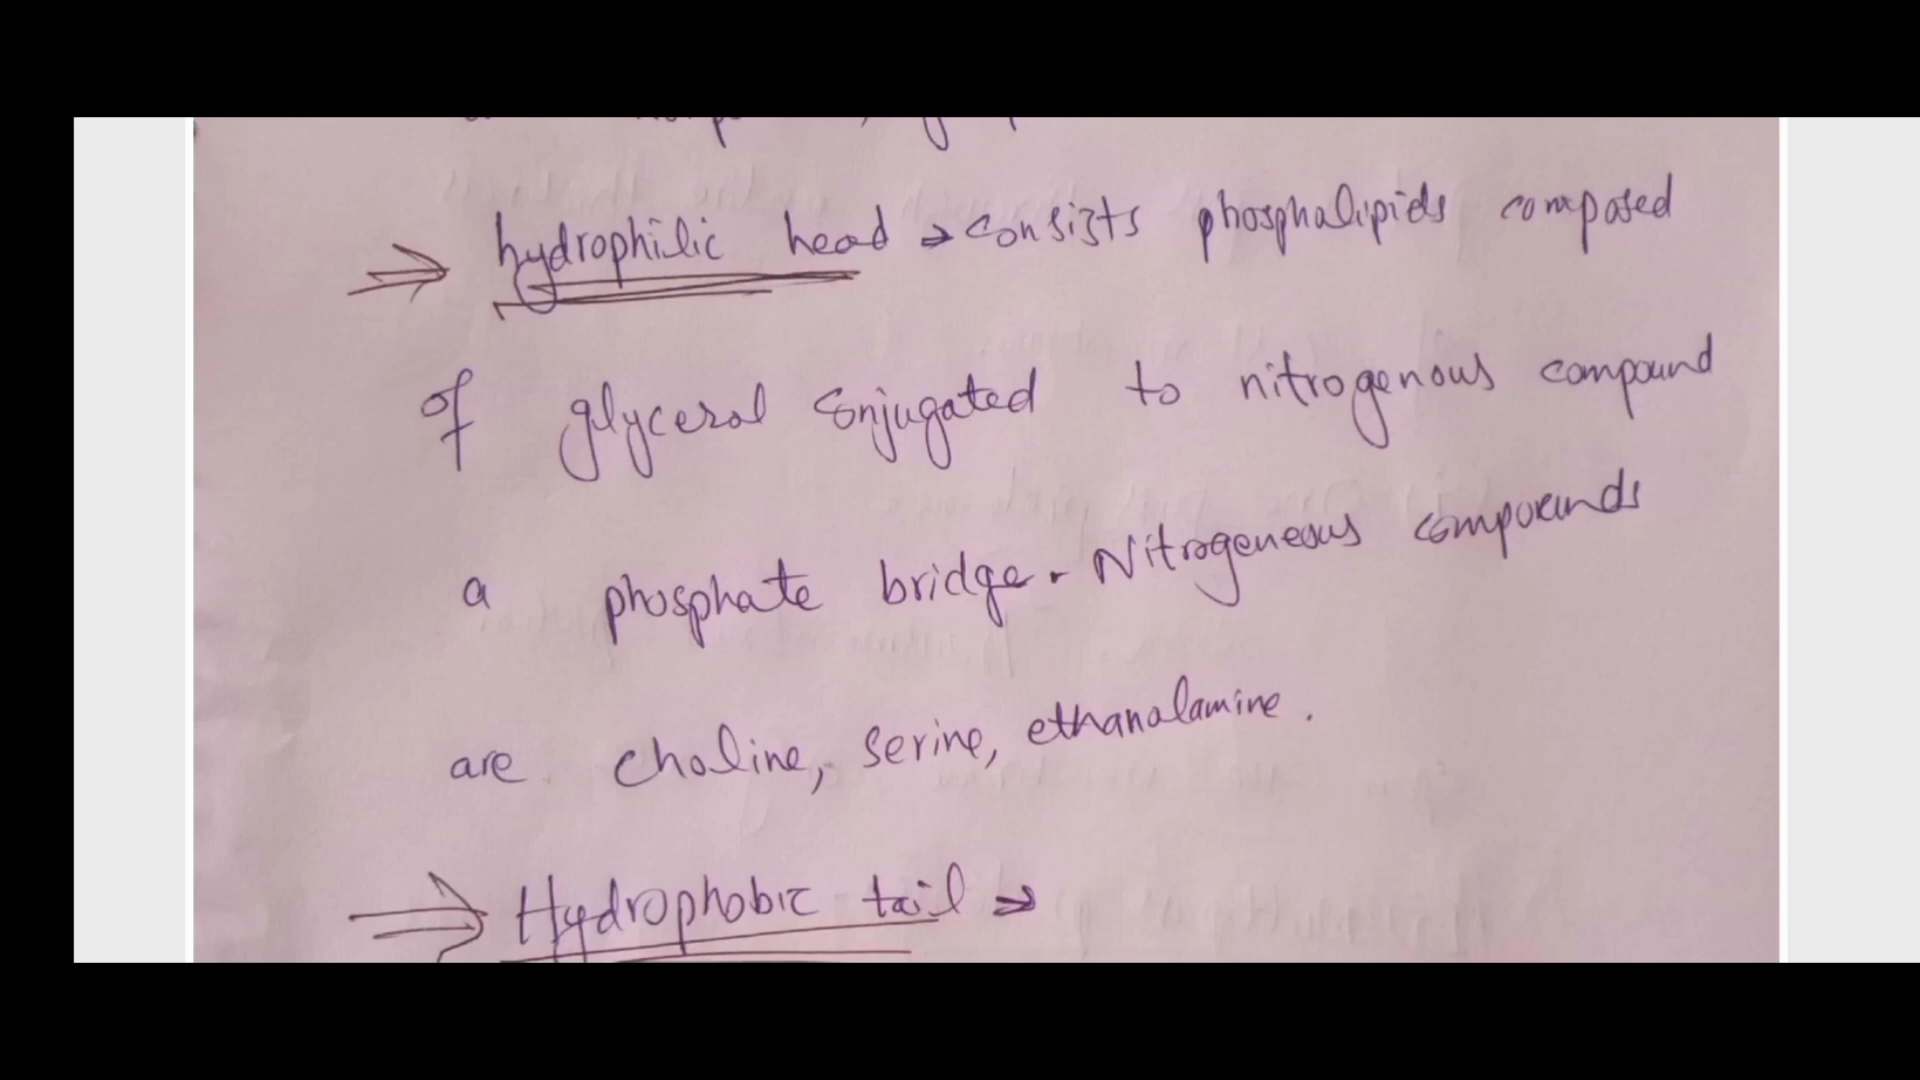 ⇒ hydrophilic head → consists phospholipids composed
of glycerol conjugated to nitrogenous compound
a phosphate bridge. Nitrogeneous compounds
are choline, serine, ethanolamine.
⇒ Hydrophobic tail →